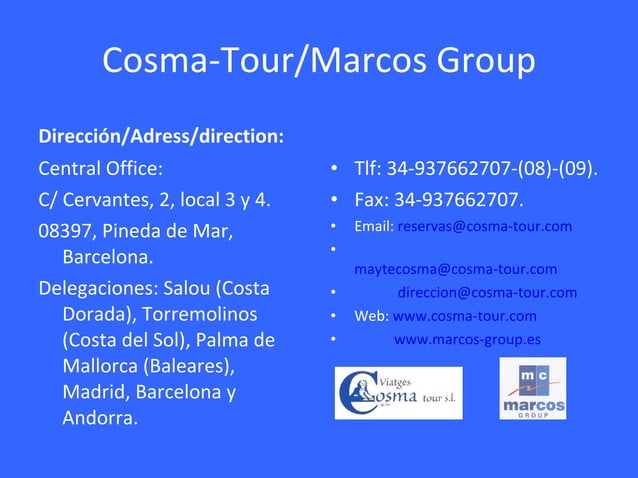 Cosma-Tour/Marcos Group
Dirección/Adress/direction:
Central Office:
C/ Cervantes, 2, local 3 y 4.
08397, Pineda de Mar,
Barcelona.
Delegaciones: Salou (Costa
Dorada), Torremolinos
(Costa del Sol), Palma de
Mallorca (Baleares),
Madrid, Barcelona y
Andorra.
• Tlf: 34-937662707-(08)-(09).
• Fax: 34-937662707.
• Email: reservas@cosma-tour.com
•
maytecosma@cosma-tour.com
• direccion@cosma-tour.com
• Web: www.cosma-tour.com
• www.marcos-group.es
Viatges
Cosma tour s.l.
m c
marcos
GROUP